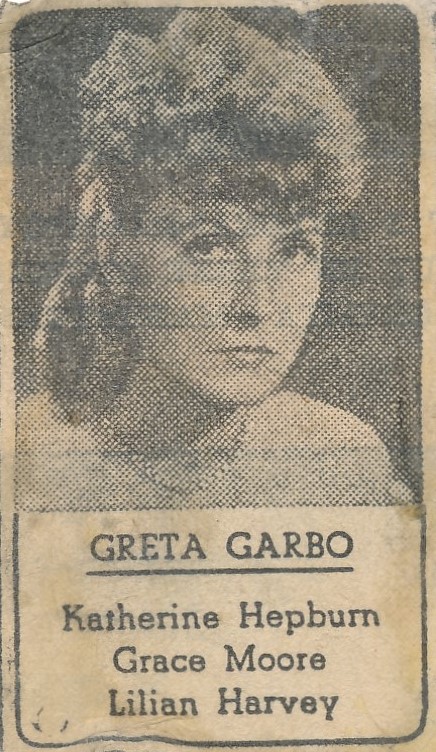 GRETA GARBO
Katherine Hepburn
Grace Moore
Lilian Harvey